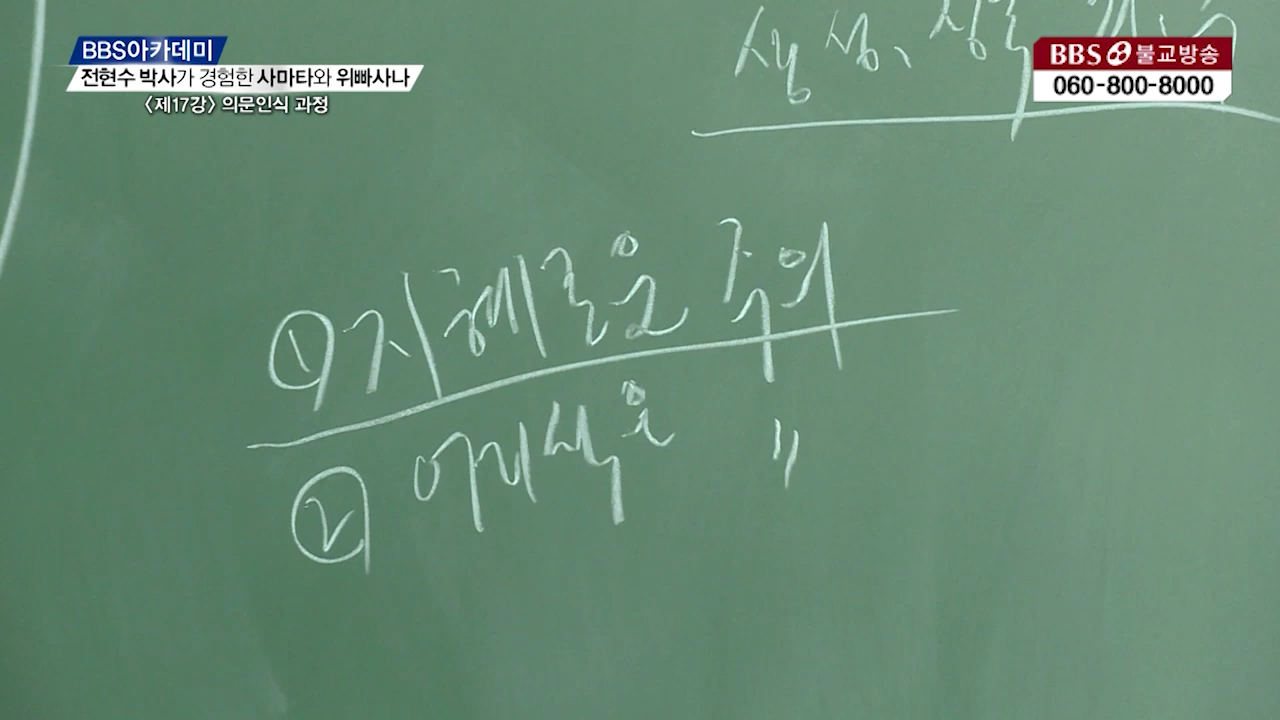 BBS아카데미
전현수 박사가 경험한 사마타와 위빠사나
<제17강> 의문인식 과정
BBS 불교방송
060-800-8000
① 지혜로운 주의
② 어리석은 〃